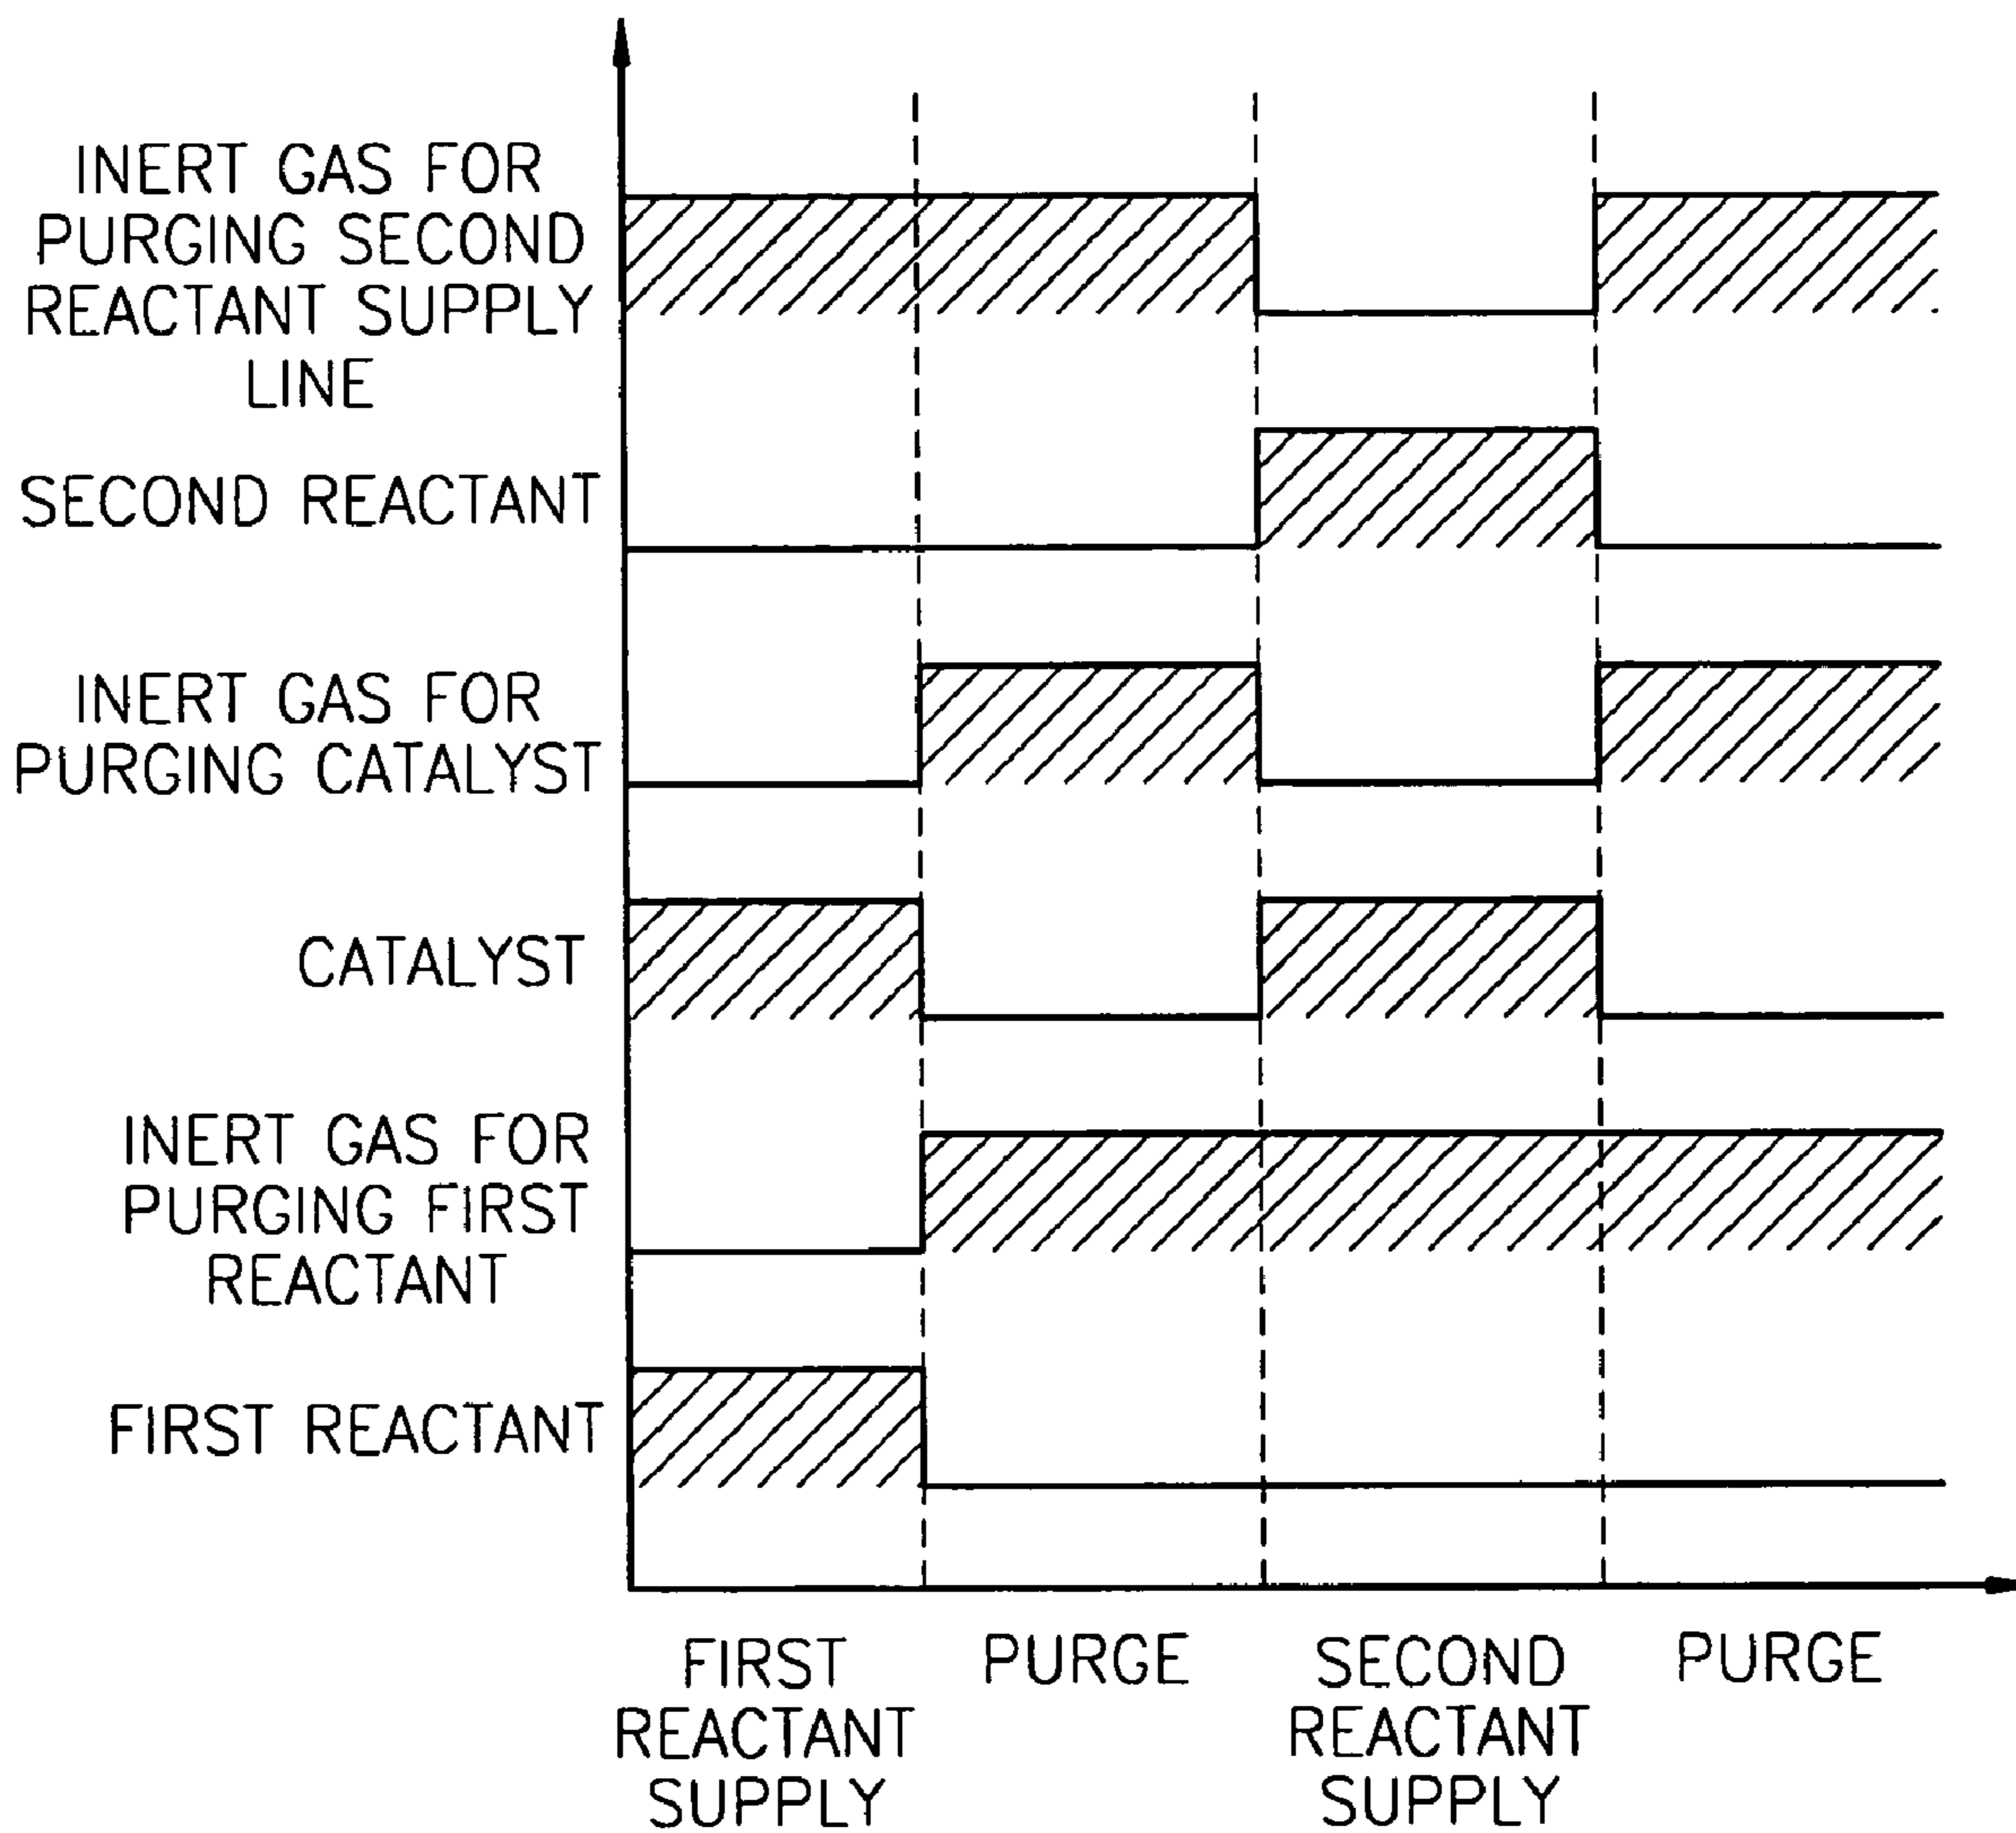 INERT GAS FOR
PURGING SECOND
REACTANT SUPPLY
LINE
SECOND REACTANT
INERT GAS FOR
PURGING CATALYST
CATALYST
INERT GAS FOR
PURGING FIRST
REACTANT
FIRST REACTANT
FIRST
REACTANT
SUPPLY
PURGE
SECOND
REACTANT
SUPPLY
PURGE